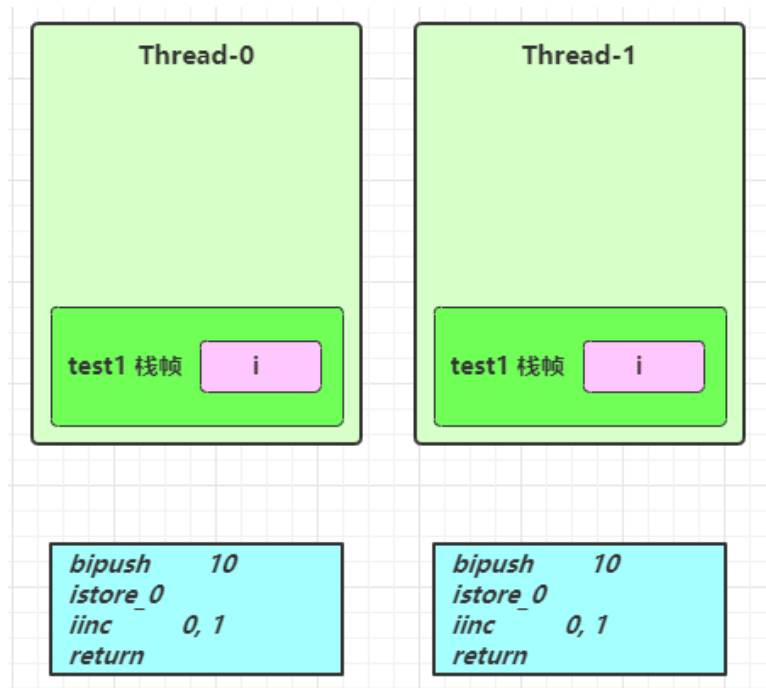 Thread-0
Thread-1
test1 栈帧 i
test1 栈帧 i
bipush 10
istore_0
iinc 0, 1
return
bipush 10
istore_0
iinc 0, 1
return